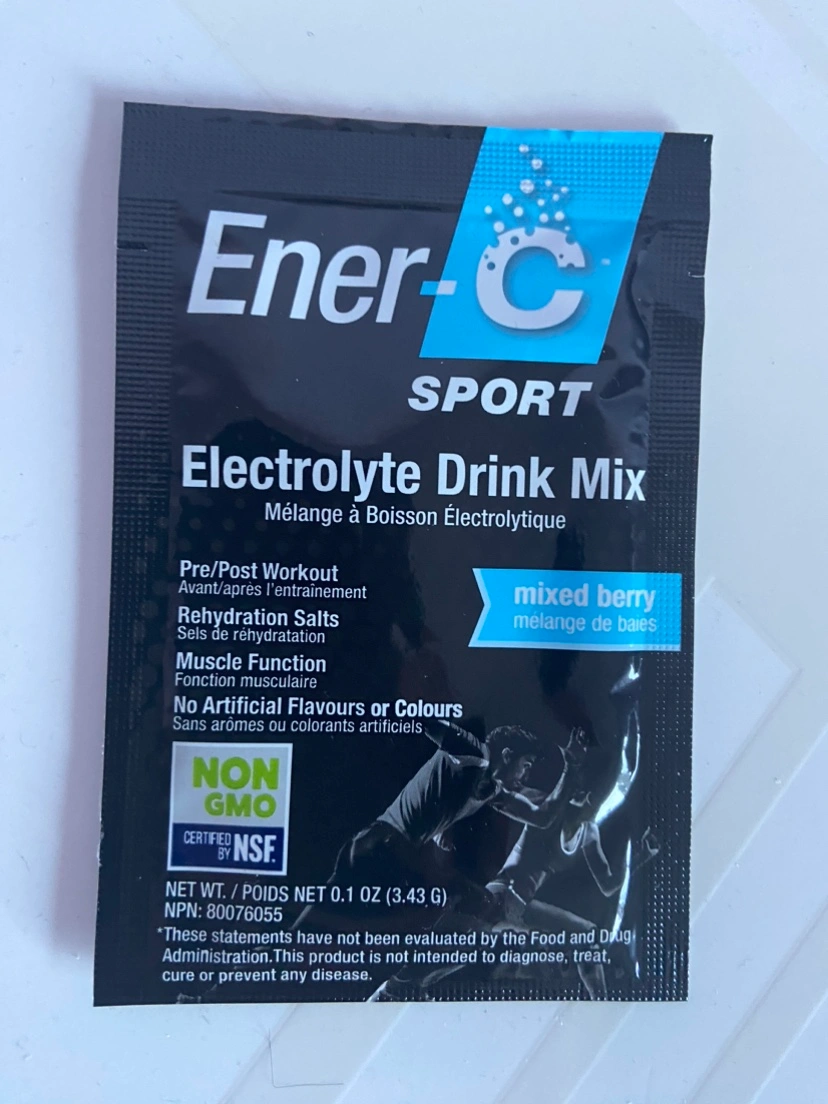 Ener-C
SPORT
Electrolyte Drink Mix
Mélange à Boisson Électrolytique
Pre/Post Workout
Avant/après l'entraînement
Rehydration Salts
Sels de réhydratation
Muscle Function
Fonction musculaire
No Artificial Flavours or Colours
Sans arômes ou colorants artificiels
mixed berry
mélange de baies
NON
GMO
CERTIFIED
BY NSF.
NET WT. / POIDS NET 0.1 OZ (3.43 G)
NPN: 80076055
*These statements have not been evaluated by the Food and Drug
Administration.This product is not intended to diagnose, treat,
cure or prevent any disease.